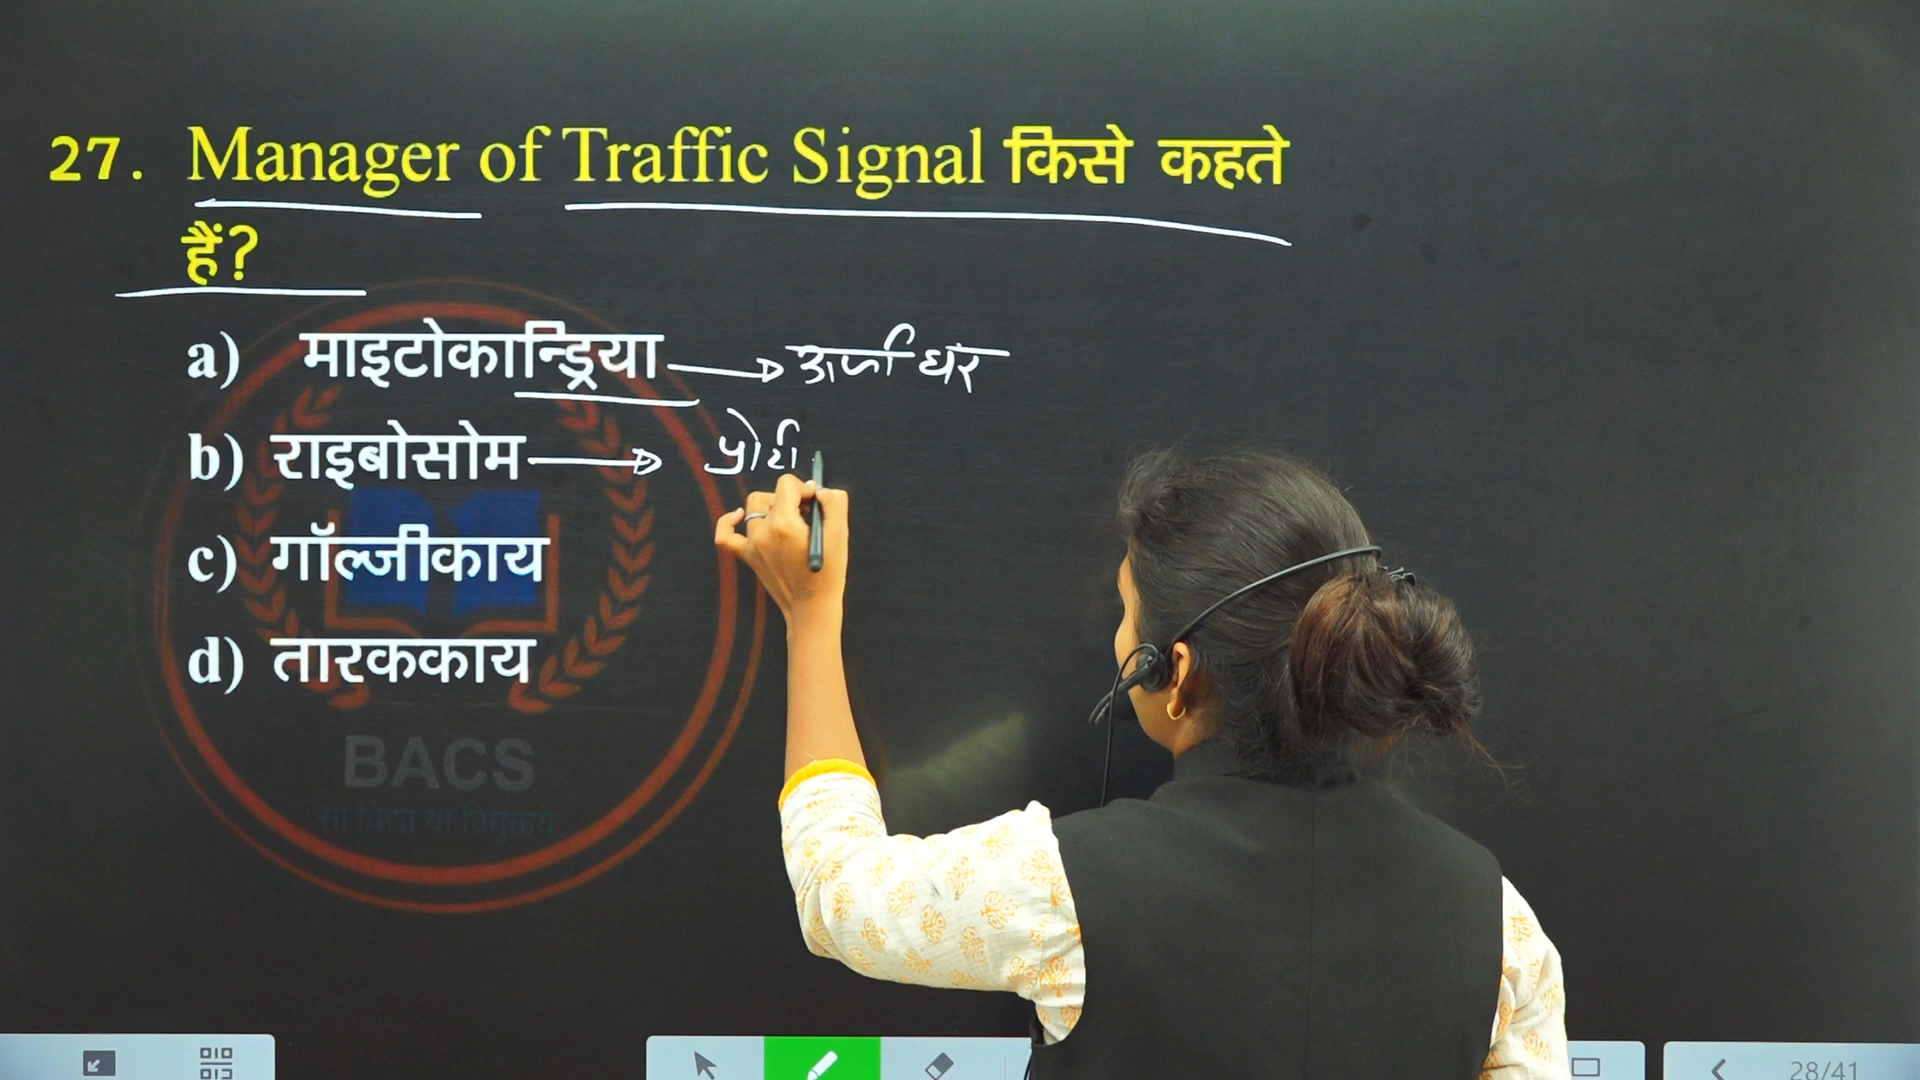 27. Manager of Traffic Signal किसे कहते
हैं?
a) माइटोकान्ड्रिया → ऊर्जा घर
b) राइबोसोम → प्रोटी
c) गॉल्जीकाय
d) तारककाय
BACS
28/41